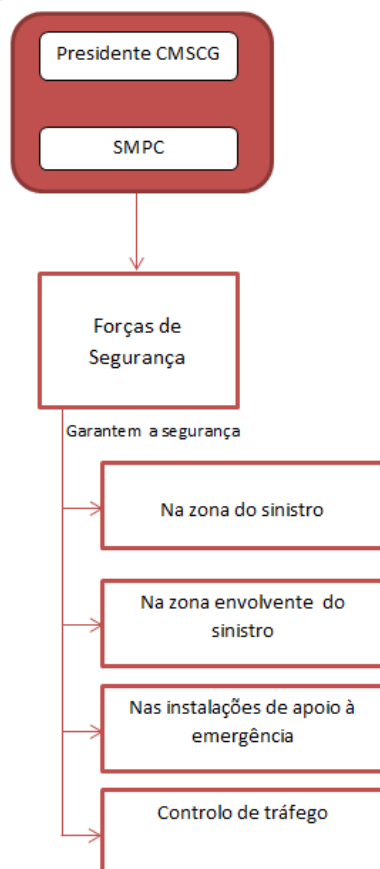 Presidente CMSCG
SMPC
Forças de
Segurança
Garantem a segurança
Na zona do sinistro
Na zona envolvente do
sinistro
Nas instalações de apoio à
emergência
Controlo de tráfego